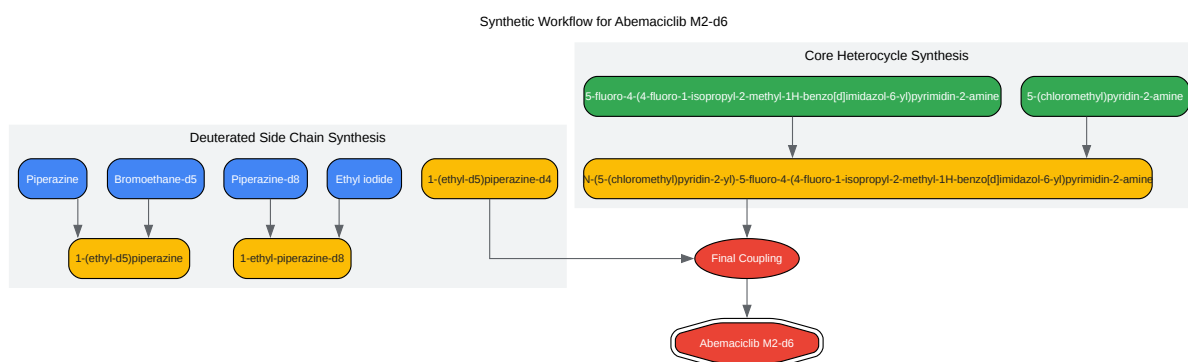 Synthetic Workflow for Abemaciclib M2-d6
Core Heterocycle Synthesis
5-fluoro-4-(4-fluoro-1-isopropyl-2-methyl-1H-benzo[d]imidazol-6-yl)pyrimidin-2-amine
5-(chloromethyl)pyridin-2-amine
Deuterated Side Chain Synthesis
Piperazine
Bromoethane-d5
Piperazine-d8
Ethyl iodide
1-(ethyl-d5)piperazine-d4
N-(5-(chloromethyl)pyridin-2-yl)-5-fluoro-4-(4-fluoro-1-isopropyl-2-methyl-1H-benzo[d]imidazol-6-yl)pyrimidin-2-amine
1-(ethyl-d5)piperazine
1-ethyl-piperazine-d8
Final Coupling
Abemaciclib M2-d6